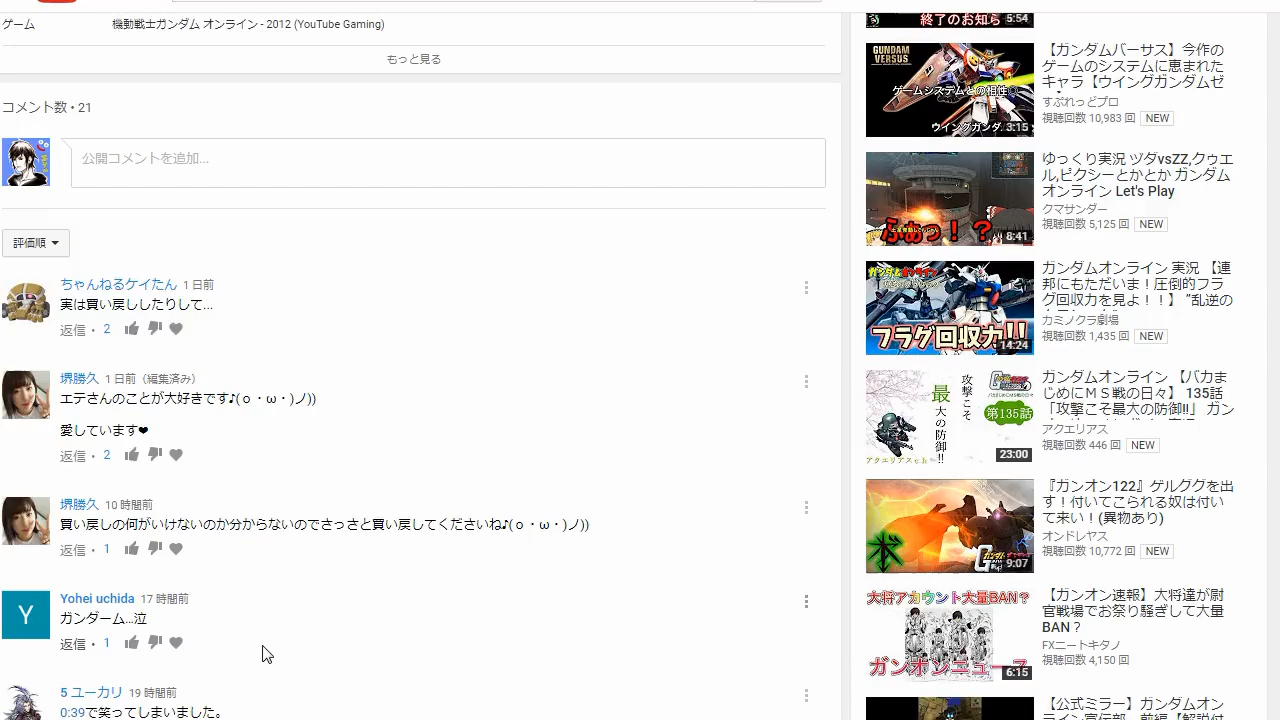 ゲーム
機動戦士ガンダム オンライン - 2012 (YouTube Gaming)
もっと見る
コメント数・21
公開コメントを追加...
評価順
ちゃんねるケイたん 1 日前
実は買い戻ししたりして...
返信・ 2
堺勝久 1 日前（編集済み）
エテさんのことが大好きです♪(о・ω・)ノ))
愛しています❤
返信・ 2
堺勝久 10 時間前
買い戻しの何がいけないのか分からないのでさっさと買い戻してくださいね♪(о・ω・)ノ))
返信・ 1
Y
Yohei uchida 17 時間前
ガンダーム...泣
返信・ 1
5 ユーカリ 19 時間前
0:39でさってしまいました。
終了のお知ら
5:54
GUNDAM
VERSUS
ゲームシステムとの相性◎
ウイングガンダ
3:15
【ガンダムバーサス】今作の
ゲームのシステムに恵まれた
キャラ【ウイングガンダムゼ
すぷれっどプロ
視聴回数 10,983 回 NEW
ふぁっ！？
8:41
ゆっくり実況 ヅダvsZZ,クゥエ
ル,ピクシーとかとか ガンダム
オンライン Let's Play
クマサンダー
視聴回数 5,125 回 NEW
ガンダムオンライン
フラグ回収力!!
14:24
ガンダムオンライン 実況 【連
邦にもただいま！圧倒的フラ
グ回収力を見よ！！】 ”乱逆の
カミノクラ劇場
視聴回数 1,435 回 NEW
攻撃こそ
最大の防御!!
第135話
アクエリアスch
23:00
ガンダムオンライン 【バカま
じめにＭＳ戦の日々】 135話
「攻撃こそ最大の防御!!」 ガン
アクエリアス
視聴回数 446 回 NEW
9:07
『ガンオン122』ゲルググを出
す！付いてこられる奴は付い
て来い！(異物あり)
オンドレヤス
視聴回数 10,772 回 NEW
大将アカウント大量BAN？
ガンオンニュース
6:15
【ガンオン速報】大将達が尉
官戦場でお祭り騒ぎして大量
BAN？
FXニートキタノ
視聴回数 4,150 回
【公式ミラー】ガンダムオン